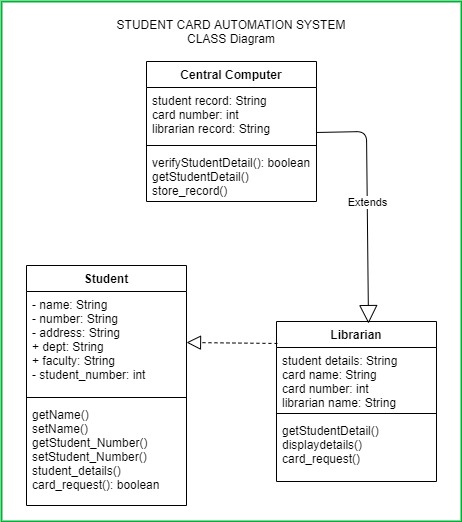 STUDENT CARD AUTOMATION SYSTEM
CLASS Diagram
Central Computer
student record: String
card number: int
librarian record: String
verifyStudentDetail(): boolean
getStudentDetail()
store_record()
Extends
Student
- name: String
- number: String
- address: String
+ dept: String
+ faculty: String
- student_number: int
getName()
setName()
getStudent_Number()
setStudent_Number()
student_details()
card_request(): boolean
Librarian
student details: String
card name: String
card number: int
librarian name: String
getStudentDetail()
displaydetails()
card_request()